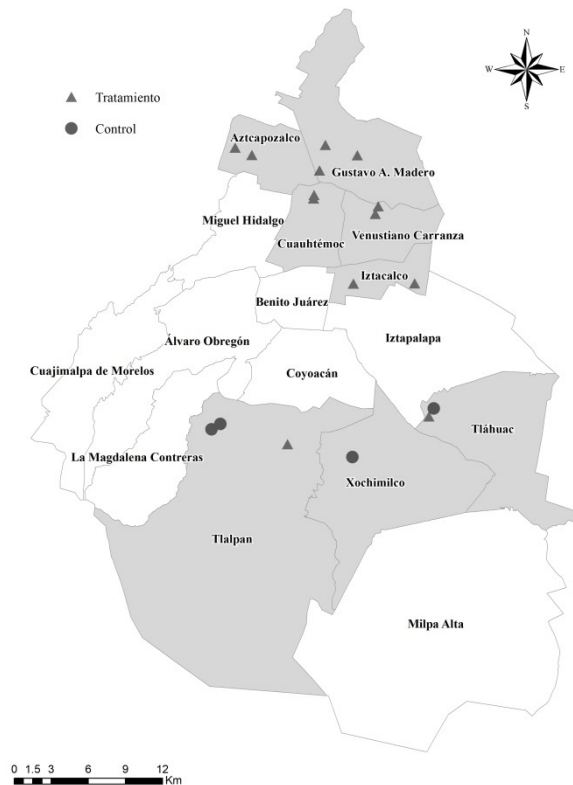 N
W
E
S
Tratamiento
Control
Aztcapozalco
Gustavo A. Madero
Miguel Hidalgo
Cuauhtémoc
Venustiano Carranza
Iztacalco
Benito Juárez
Iztapalapa
Álvaro Obregón
Cuajimalpa de Morelos
Coyoacán
Tláhuac
La Magdalena Contreras
Xochimilco
Tlalpan
Milpa Alta
0 1.5 3 6 9 12
Km